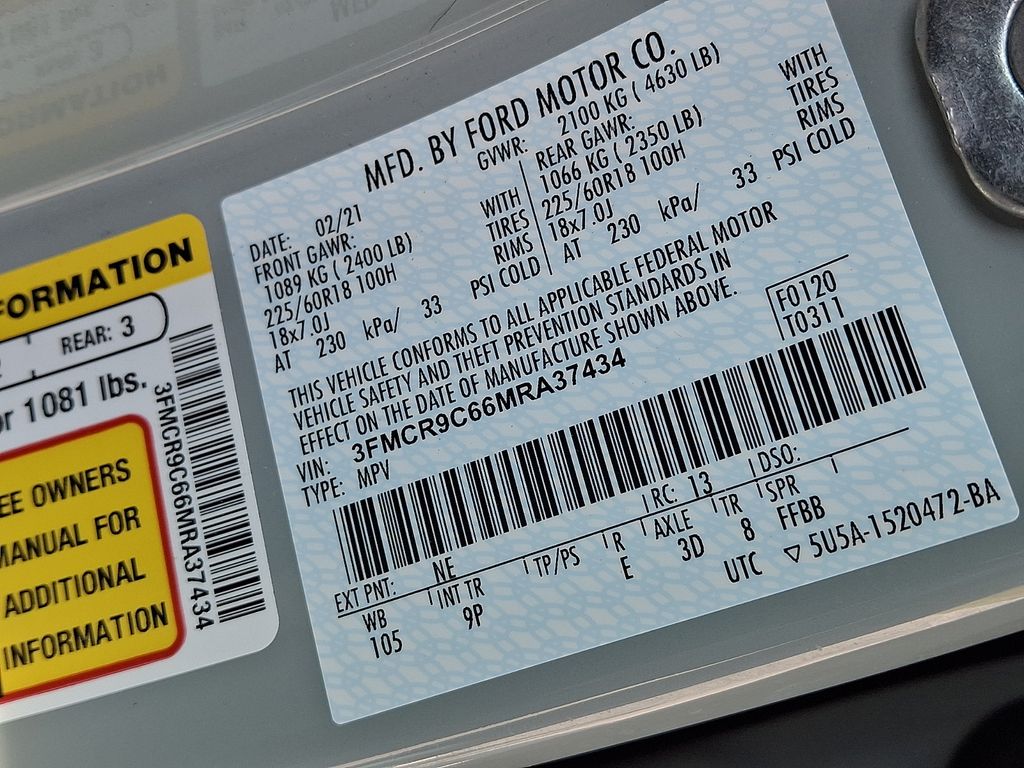 FORMATION
REAR: 3
or 1081 lbs.
EE OWNERS
MANUAL FOR
ADDITIONAL
INFORMATION
3FMCR9C66MRA37434
MFD. BY FORD MOTOR CO.
DATE: 02/21 GVWR: 2100 KG ( 4630 LB)
FRONT GAWR: REAR GAWR:
1089 KG ( 2400 LB) WITH 1066 KG ( 2350 LB) WITH
225/60R18 100H TIRES 225/60R18 100H TIRES
18x7.0J RIMS 18x7.0J RIMS
AT 230 kPa/ 33 PSI COLD AT 230 kPa/ 33 PSI COLD
THIS VEHICLE CONFORMS TO ALL APPLICABLE FEDERAL MOTOR
VEHICLE SAFETY AND THEFT PREVENTION STANDARDS IN
EFFECT ON THE DATE OF MANUFACTURE SHOWN ABOVE.
VIN: 3FMCR9C66MRA37434
TYPE: MPV
F0120
T0311
EXT PNT: NE RC: 13 DSO:
WB INT TR TP/PS R AXLE TR SPR
105 9P E 3D 8 FFBB
UTC ▽ 5U5A-1520472-BA